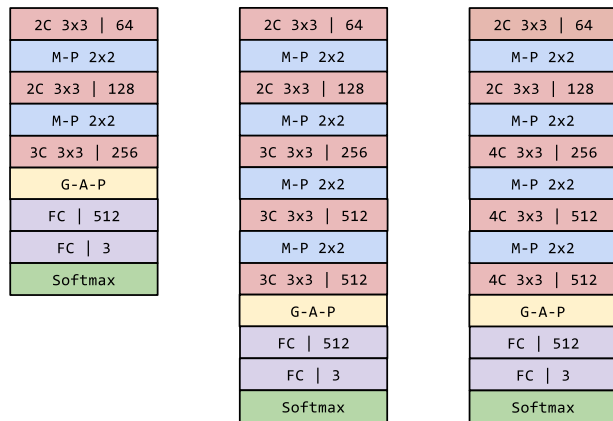 2C 3x3 | 64
M-P 2x2
2C 3x3 | 128
M-P 2x2
3C 3x3 | 256
G-A-P
FC | 512
FC | 3
Softmax
2C 3x3 | 64
M-P 2x2
2C 3x3 | 128
M-P 2x2
3C 3x3 | 256
M-P 2x2
3C 3x3 | 512
M-P 2x2
3C 3x3 | 512
G-A-P
FC | 512
FC | 3
Softmax
2C 3x3 | 64
M-P 2x2
2C 3x3 | 128
M-P 2x2
4C 3x3 | 256
M-P 2x2
4C 3x3 | 512
M-P 2x2
4C 3x3 | 512
G-A-P
FC | 512
FC | 3
Softmax